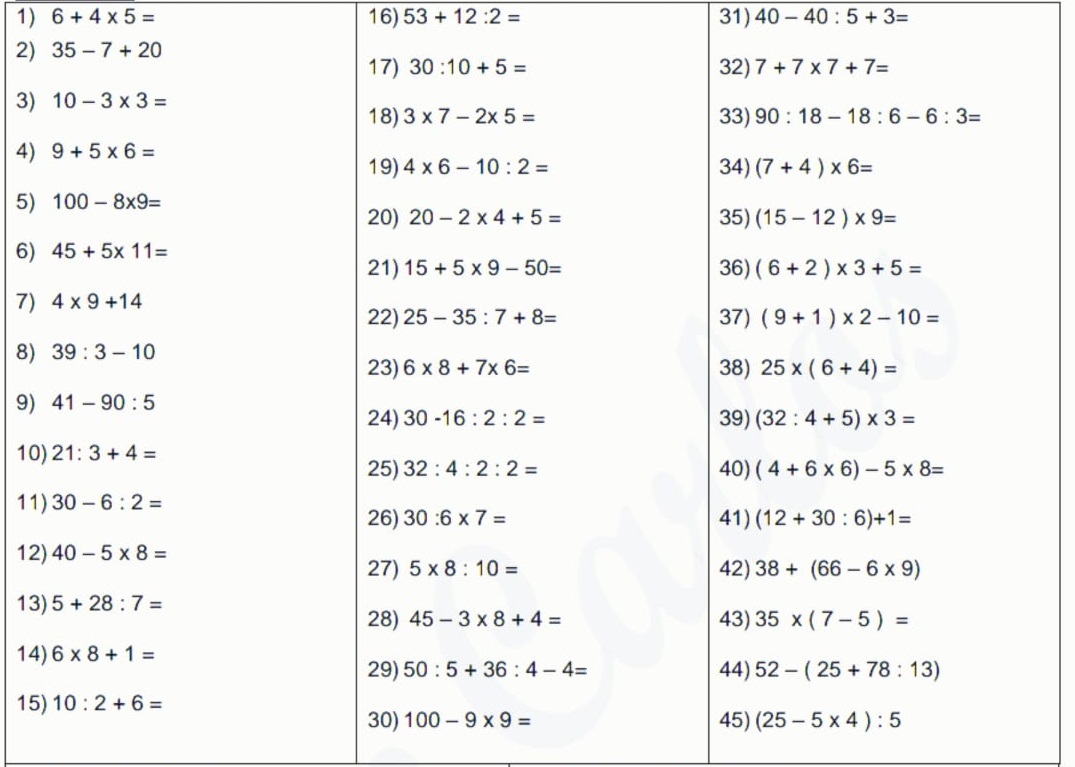 1) 6 + 4 x 5 =
2) 35 – 7 + 20
3) 10 – 3 x 3 =
4) 9 + 5 x 6 =
5) 100 – 8x9=
6) 45 + 5x 11=
7) 4 x 9 +14
8) 39 : 3 – 10
9) 41 – 90 : 5
10) 21: 3 + 4 =
11) 30 – 6 : 2 =
12) 40 – 5 x 8 =
13) 5 + 28 : 7 =
14) 6 x 8 + 1 =
15) 10 : 2 + 6 =
16) 53 + 12 :2 =
17) 30 :10 + 5 =
18) 3 x 7 – 2x 5 =
19) 4 x 6 – 10 : 2 =
20) 20 – 2 x 4 + 5 =
21) 15 + 5 x 9 – 50=
22) 25 – 35 : 7 + 8=
23) 6 x 8 + 7x 6=
24) 30 -16 : 2 : 2 =
25) 32 : 4 : 2 : 2 =
26) 30 :6 x 7 =
27) 5 x 8 : 10 =
28) 45 – 3 x 8 + 4 =
29) 50 : 5 + 36 : 4 – 4=
30) 100 – 9 x 9 =
31) 40 – 40 : 5 + 3=
32) 7 + 7 x 7 + 7=
33) 90 : 18 – 18 : 6 – 6 : 3=
34) (7 + 4 ) x 6=
35) (15 – 12 ) x 9=
36) ( 6 + 2 ) x 3 + 5 =
37) ( 9 + 1 ) x 2 – 10 =
38) 25 x ( 6 + 4) =
39) (32 : 4 + 5) x 3 =
40) ( 4 + 6 x 6) – 5 x 8=
41) (12 + 30 : 6)+1=
42) 38 + (66 – 6 x 9)
43) 35 x ( 7 – 5 ) =
44) 52 – ( 25 + 78 : 13)
45) (25 – 5 x 4 ) : 5
Carlos